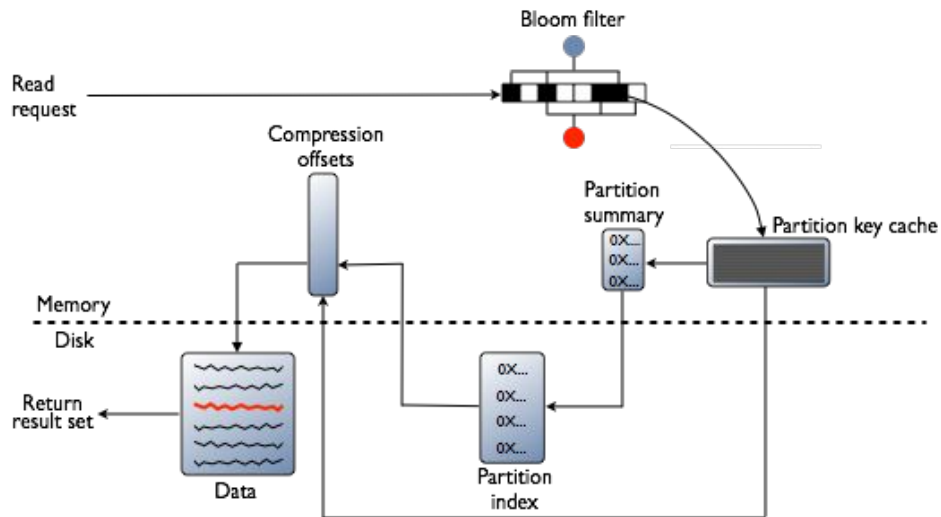 Bloom filter
Read
request
Compression
offsets
Partition
summary
Partition key cache
0X...
0X...
0X...
Memory
Disk
0X...
0X...
0X...
0X...
Return
result set
Data
Partition
index